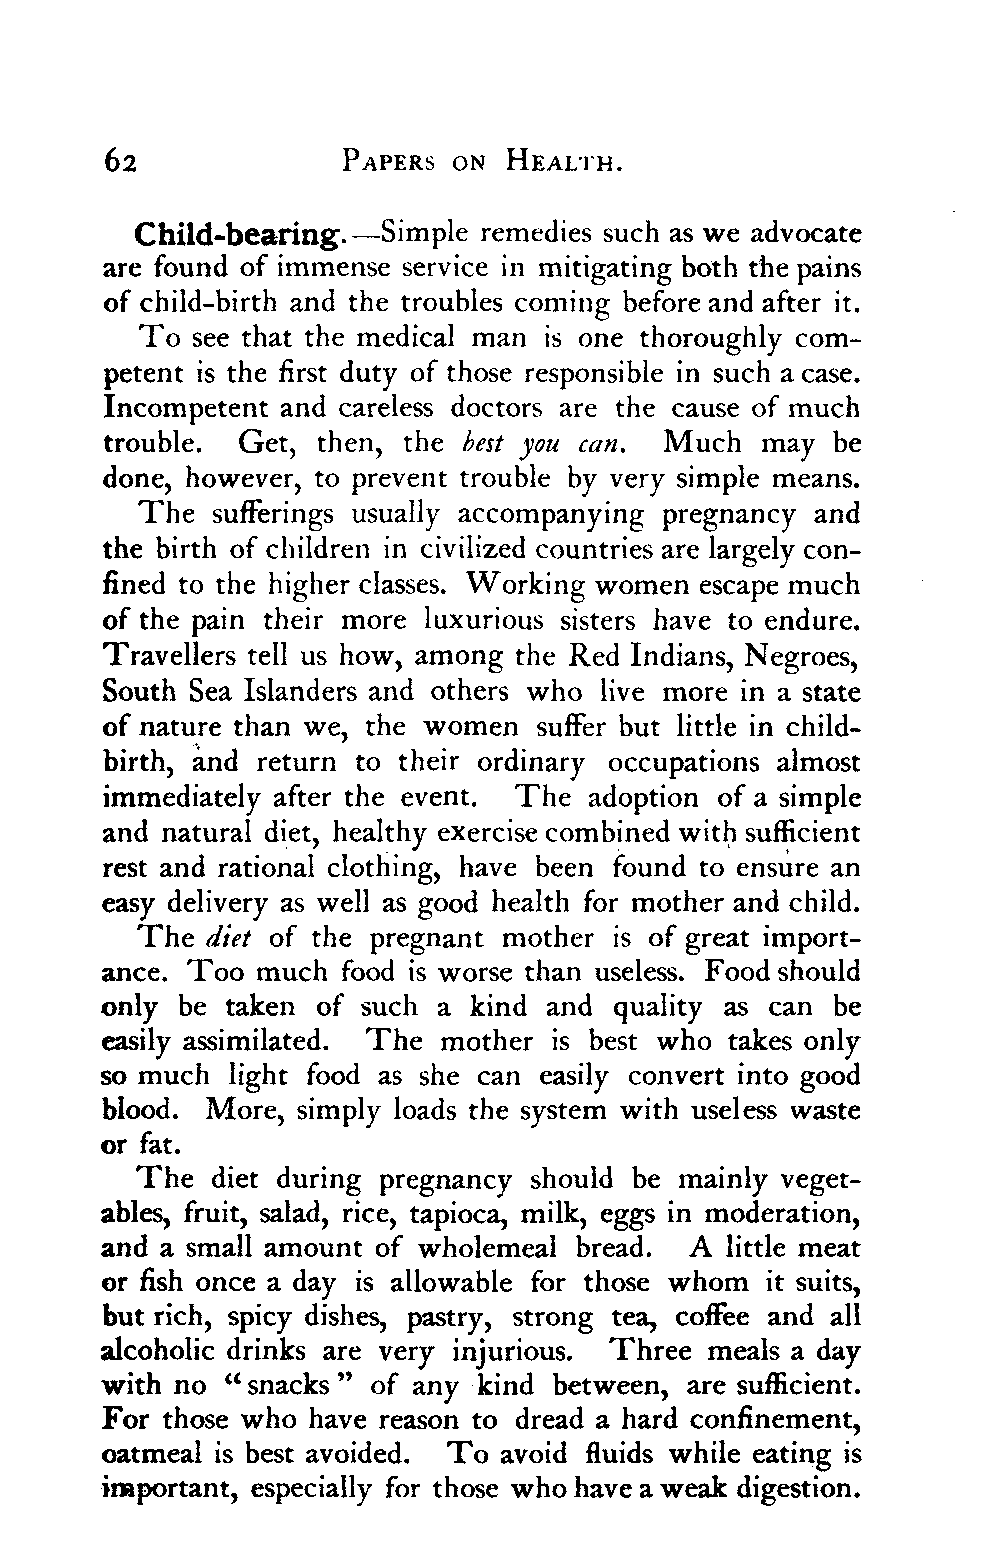 62 PAPERS ON HEALTH.
Child-bearing.—Simple remedies such as we advocate
are found of immense service in mitigating both the pains
of child-birth and the troubles coming before and after it.
To see that the medical man is one thoroughly com-
petent is the first duty of those responsible in such a case.
Incompetent and careless doctors are the cause of much
trouble. Get, then, the best you can. Much may be
done, however, to prevent trouble by very simple means.
The sufferings usually accompanying pregnancy and
the birth of children in civilized countries are largely con-
fined to the higher classes. Working women escape much
of the pain their more luxurious sisters have to endure.
Travellers tell us how, among the Red Indians, Negroes,
South Sea Islanders and others who live more in a state
of nature than we, the women suffer but little in child-
birth, and return to their ordinary occupations almost
immediately after the event. The adoption of a simple
and natural diet, healthy exercise combined with sufficient
rest and rational clothing, have been found to ensure an
easy delivery as well as good health for mother and child.
The diet of the pregnant mother is of great import-
ance. Too much food is worse than useless. Food should
only be taken of such a kind and quality as can be
easily assimilated. The mother is best who takes only
so much light food as she can easily convert into good
blood. More, simply loads the system with useless waste
or fat.
The diet during pregnancy should be mainly veget-
ables, fruit, salad, rice, tapioca, milk, eggs in moderation,
and a small amount of wholemeal bread. A little meat
or fish once a day is allowable for those whom it suits,
but rich, spicy dishes, pastry, strong tea, coffee and all
alcoholic drinks are very injurious. Three meals a day
with no “snacks” of any kind between, are sufficient.
For those who have reason to dread a hard confinement,
oatmeal is best avoided. To avoid fluids while eating is
important, especially for those who have a weak digestion.